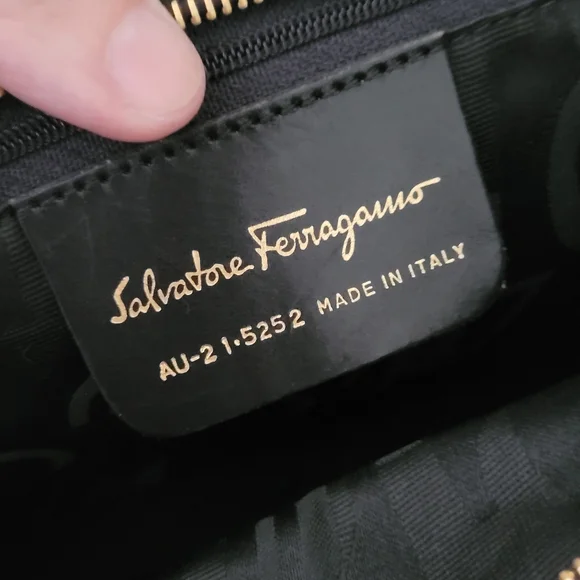 Salvatore Ferragamo
AU-21·5252 MADE IN ITALY